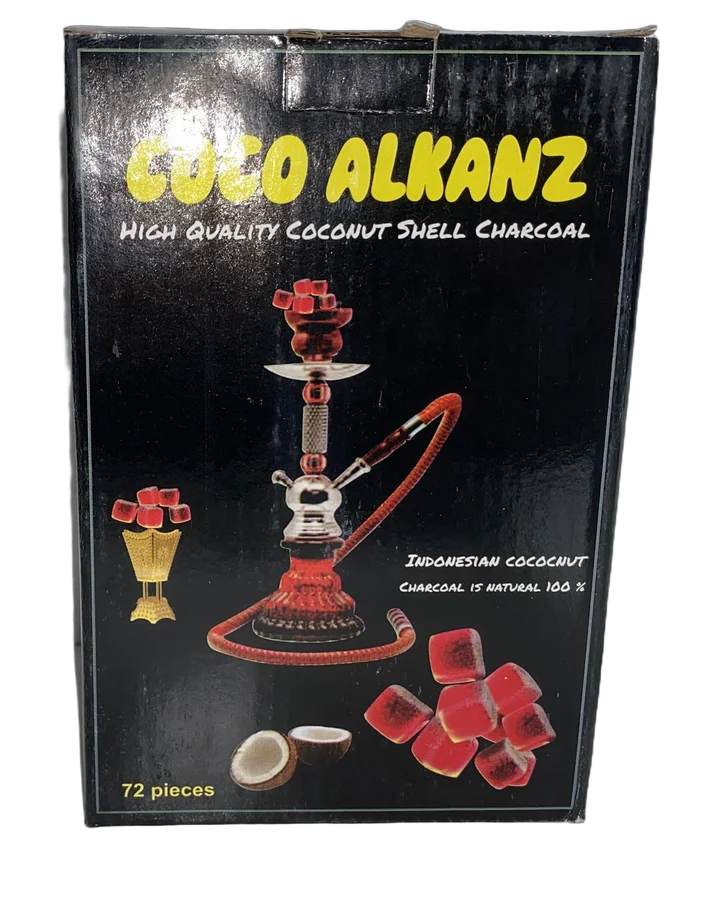 COCO ALKANZ
HIGH QUALITY COCONUT SHELL CHARCOAL
INDONESIAN COCOCNUT
CHARCOAL IS NATURAL 100 %
72 pieces